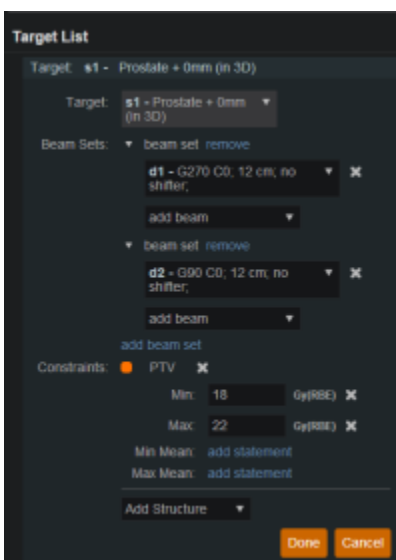 Target List
Target: s1 - Prostate + 0mm (in 3D)
Target: s1 - Prostate + 0mm
(in 3D)
Beam Sets: beam set remove
d1 - G270 C0; 12 cm; no
shifter;
add beam
beam set remove
d2 - G90 C0; 12 cm; no
shifter;
add beam
add beam set
Constraints: PTV
Min: 18 Gy(RBE)
Max: 22 Gy(RBE)
Min Mean: add statement
Max Mean: add statement
Add Structure
Done Cancel